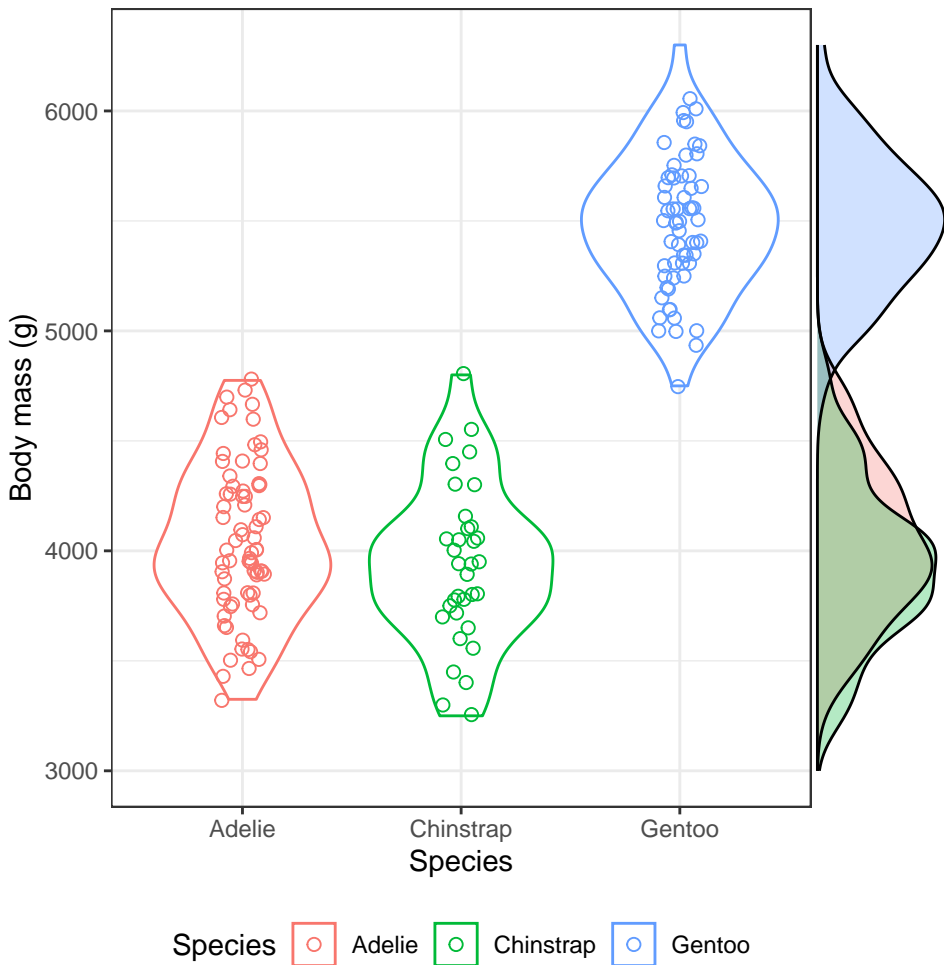 6000
5000
4000
3000
Body mass (g)
Adelie Chinstrap Gentoo
Species
Species Adelie Chinstrap Gentoo